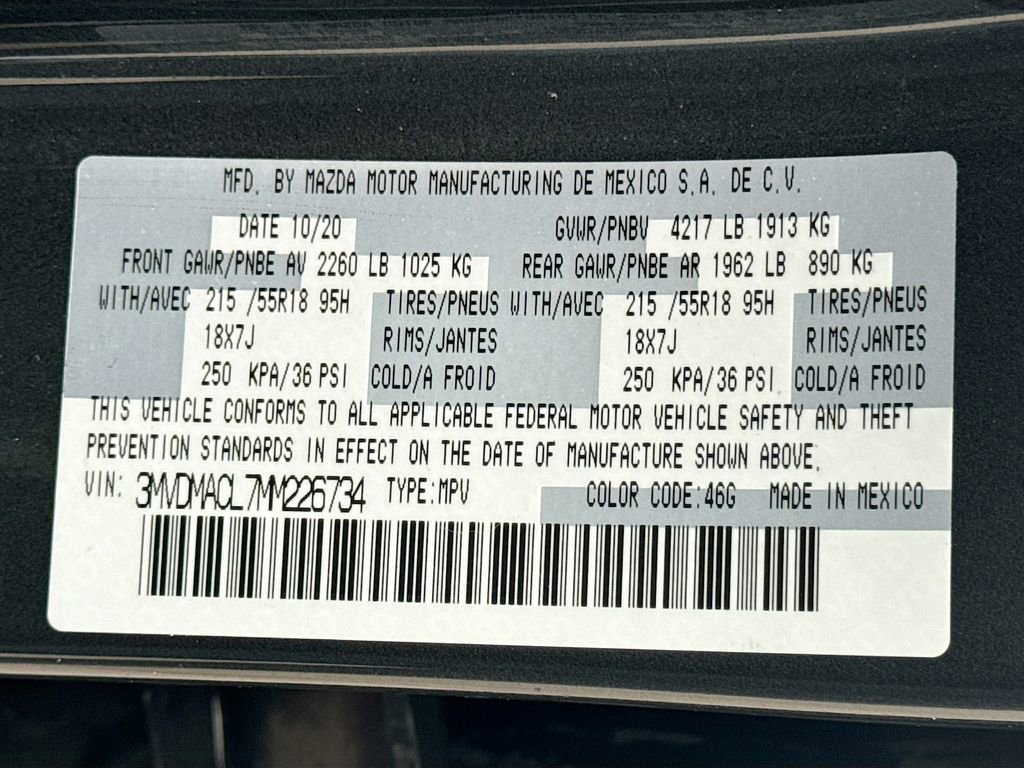 MFD. BY MAZDA MOTOR MANUFACTURING DE MEXICO S.A. DE C.V.
DATE 10/20 GVWR/PNBV 4217 LB 1913 KG
FRONT GAWR/PNBE AV 2260 LB 1025 KG REAR GAWR/PNBE AR 1962 LB 890 KG
WITH/AVEC 215 /55R18 95H TIRES/PNEUS WITH/AVEC 215 /55R18 95H TIRES/PNEUS
18X7J RIMS/JANTES 18X7J RIMS/JANTES
250 KPA/36 PSI COLD/A FROID 250 KPA/36 PSI COLD/A FROID
THIS VEHICLE CONFORMS TO ALL APPLICABLE FEDERAL MOTOR VEHICLE SAFETY AND THEFT
PREVENTION STANDARDS IN EFFECT ON THE DATE OF MANUFACTURE SHOWN ABOVE.
VIN: 3MVDMACL7MM226734 TYPE:MPV COLOR CODE:46G MADE IN MEXICO